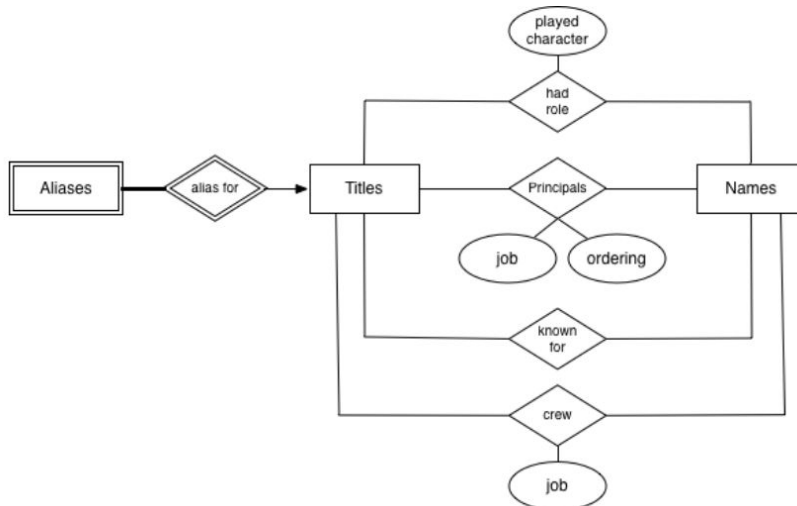 played
character
had
role
Aliases
alias for
Titles
Principals
Names
job
ordering
known
for
crew
job